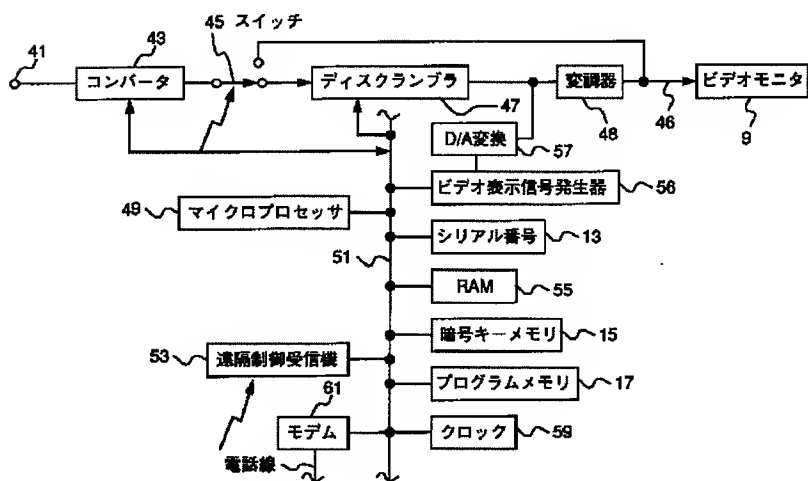 41
43
コンバータ
45
スイッチ
ディスクランブラ
47
変調器
48
46
ビデオモニタ
9
D/A変換
57
ビデオ表示信号発生器
56
49
マイクロプロセッサ
51
シリアル番号
13
RAM
55
暗号キーメモリ
15
53
遠隔制御受信機
プログラムメモリ
17
61
モデム
クロック
59
電話線